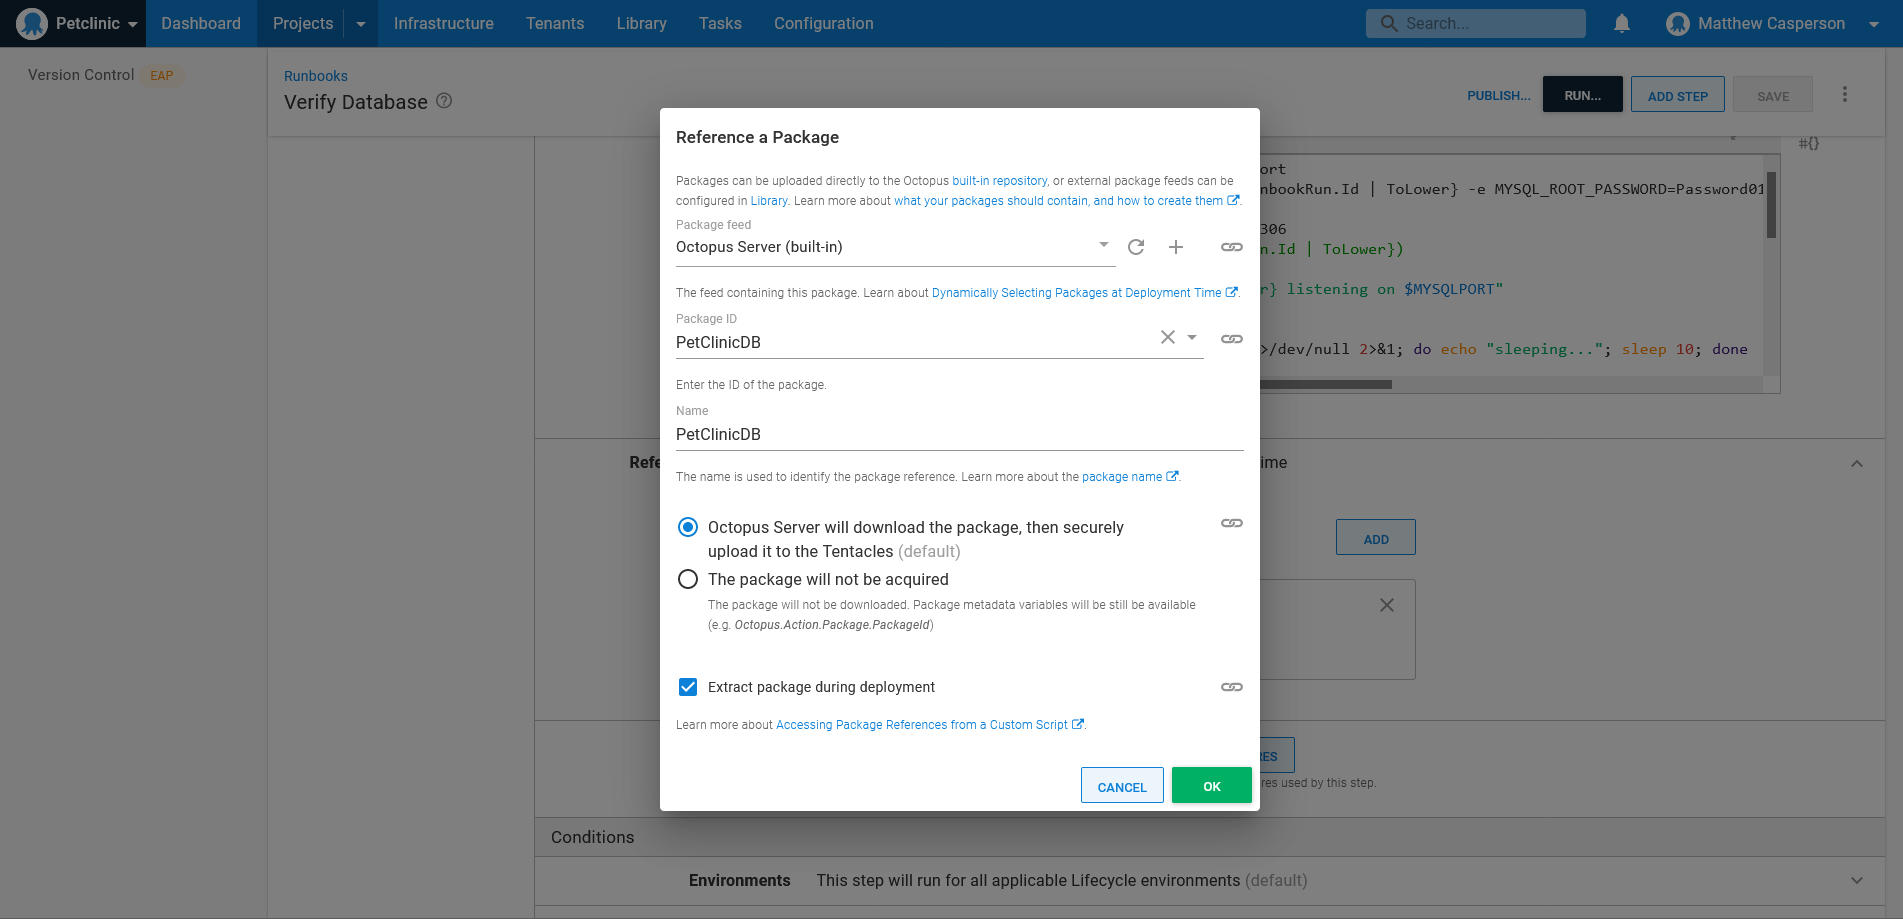 Petclinic
Dashboard
Projects
Infrastructure
Tenants
Library
Tasks
Configuration
Search...
Matthew Casperson
Version Control EAP
Runbooks
Verify Database
PUBLISH...
RUN...
ADD STEP
SAVE
#{}
Reference a Package
Packages can be uploaded directly to the Octopus built-in repository, or external package feeds can be
configured in Library. Learn more about what your packages should contain, and how to create them.
Package feed
Octopus Server (built-in)
The feed containing this package. Learn about Dynamically Selecting Packages at Deployment Time.
Package ID
PetClinicDB
Enter the ID of the package.
Name
PetClinicDB
The name is used to identify the package reference. Learn more about the package name.
Octopus Server will download the package, then securely
upload it to the Tentacles (default)
The package will not be acquired
The package will not be downloaded. Package metadata variables will be still be available
(e.g. Octopus.Action.Package.PackageId)
Extract package during deployment
Learn more about Accessing Package References from a Custom Script.
CANCEL
OK
ort
nbookRun.Id | ToLower} -e MYSQL_ROOT_PASSWORD=Password01
306
n.Id | ToLower})
r} listening on $MYSQLPORT"
>/dev/null 2>&1; do echo "sleeping..."; sleep 10; done
Refe
ime
ADD
RES
res used by this step.
Conditions
Environments This step will run for all applicable Lifecycle environments (default)